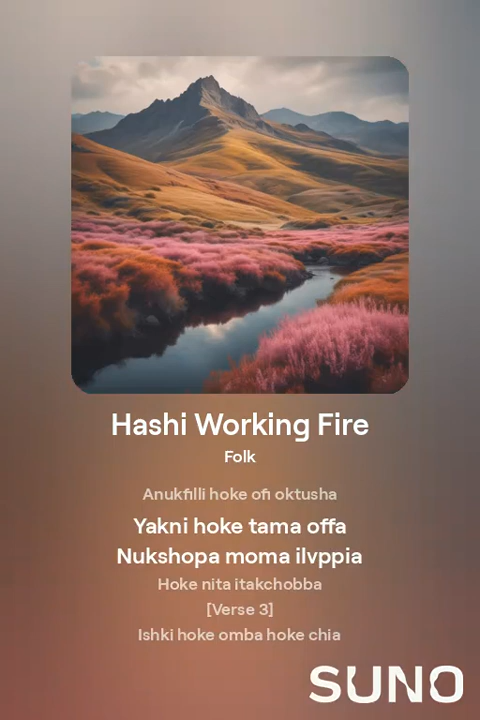 Hashi Working Fire
Folk
Anukfilli hoke ofi oktusha
Yakni hoke tama offa
Nukshopa moma ilvppia
Hoke nita itakchobba
[Verse 3]
Ishki hoke omba hoke chia
SUNO